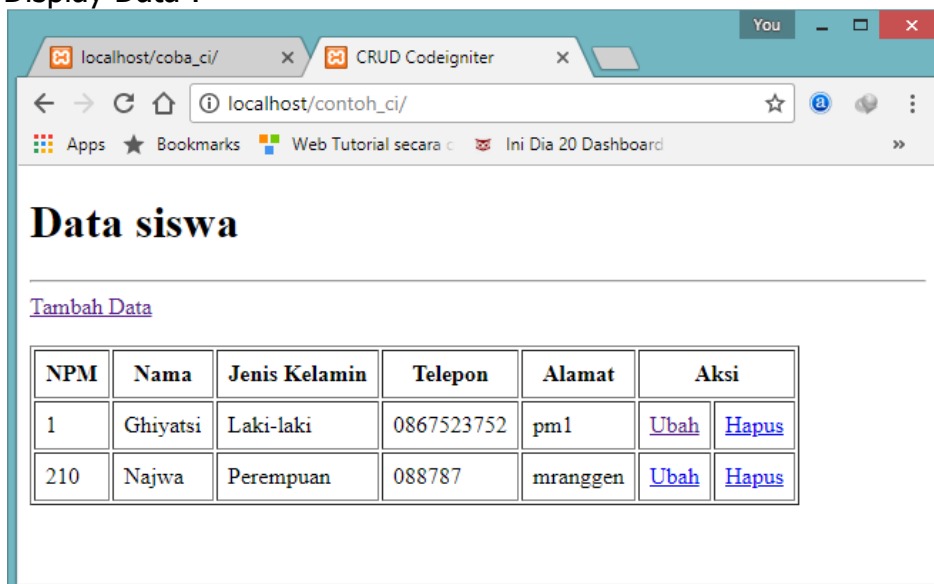 Display Data :
You
localhost/coba_ci/
CRUD Codeigniter
localhost/contoh_ci/
Apps Bookmarks Web Tutorial secara Ini Dia 20 Dashboard »
Data siswa
Tambah Data
NPM Nama Jenis Kelamin Telepon Alamat Aksi
1 Ghiyatsi Laki-laki 0867523752 pm1 Ubah Hapus
210 Najwa Perempuan 088787 mranggen Ubah Hapus